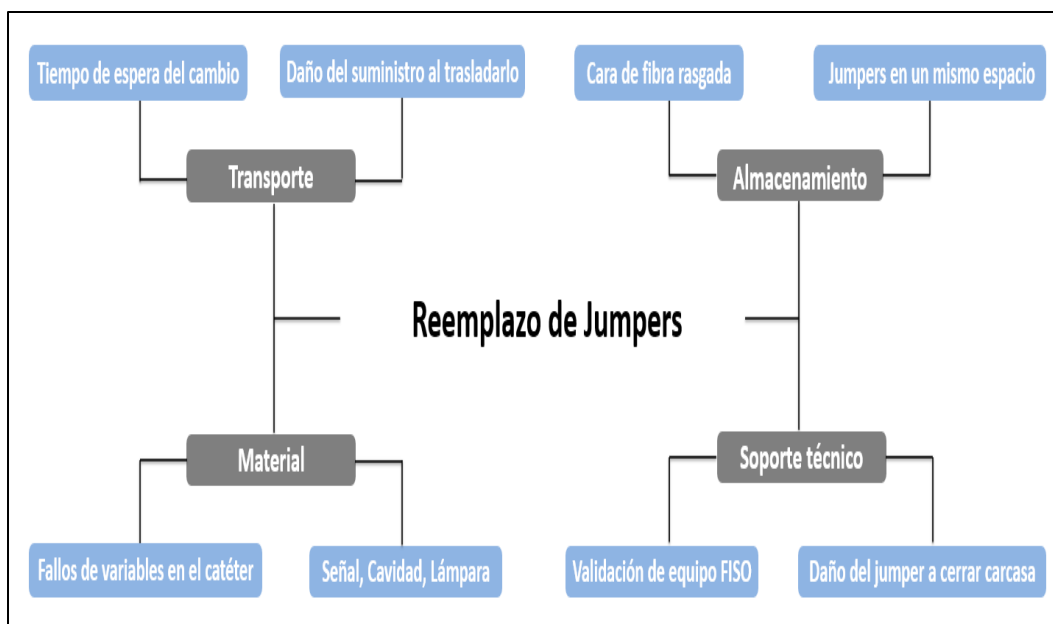 Tiempo de espera del cambio
Daño del suministro al trasladarlo
Cara de fibra rasgada
Jumpers en un mismo espacio
Transporte
Almacenamiento
Reemplazo de Jumpers
Material
Soporte técnico
Fallos de variables en el catéter
Señal, Cavidad, Lámpara
Validación de equipo FISO
Daño del jumper a cerrar carcasa